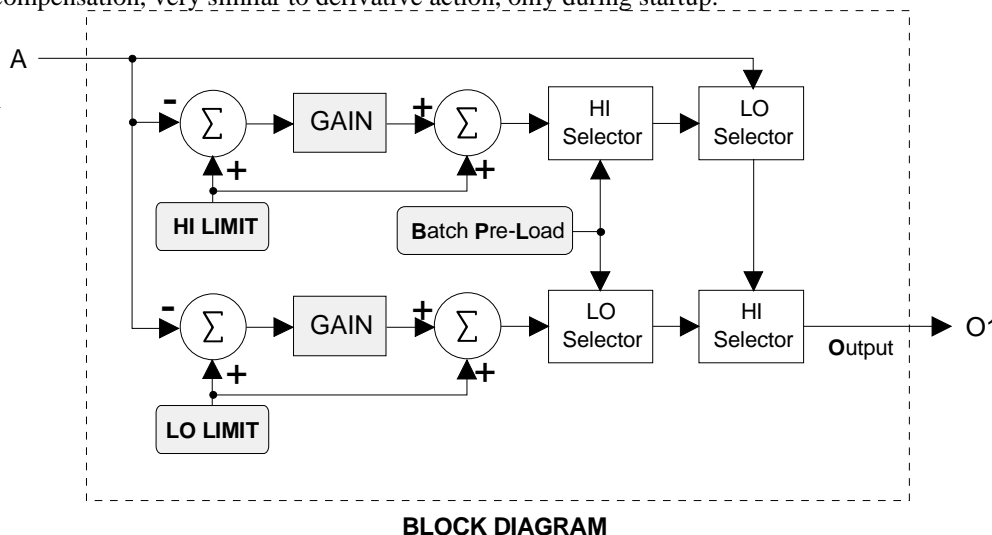 compensation, very similar to derivative action, only during startup.
A
-
Σ
+
GAIN
+
Σ
+
HI
Selector
LO
Selector
HI LIMIT
Batch Pre-Load
-
Σ
+
GAIN
+
Σ
+
LO
Selector
HI
Selector
Output
O1
LO LIMIT
BLOCK DIAGRAM